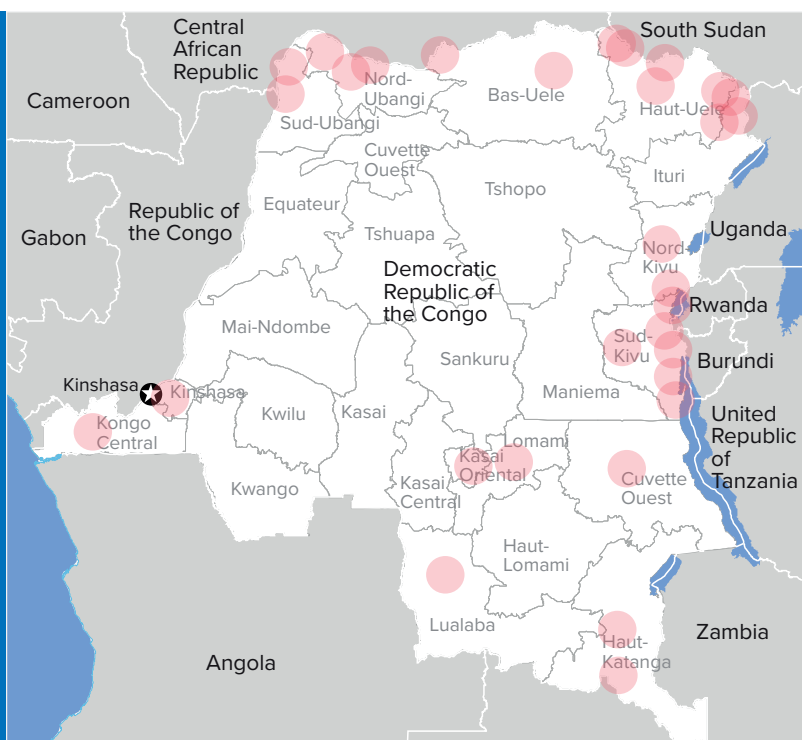 Central
African
Republic
South Sudan
Cameroon
Nord-
Ubangi
Bas-Uele
Haut-Uele
Sud-Ubangi
Cuvette
Ouest
Ituri
Tshopo
Equateur
Republic of
the Congo
Gabon
Tshuapa
Uganda
Nord-
Kivu
Democratic
Republic of
the Congo
Rwanda
Mai-Ndombe
Sud-
Kivu
Sankuru
Burundi
Kinshasa
Kinshasa
Maniema
Kwilu
Kasai
Kongo
Central
United
Republic
of
Tanzania
Lomami
Kasai
Oriental
Kasai
Central
Kwango
Cuvette
Ouest
Haut-
Lomami
Lualaba
Haut-
Katanga
Zambia
Angola